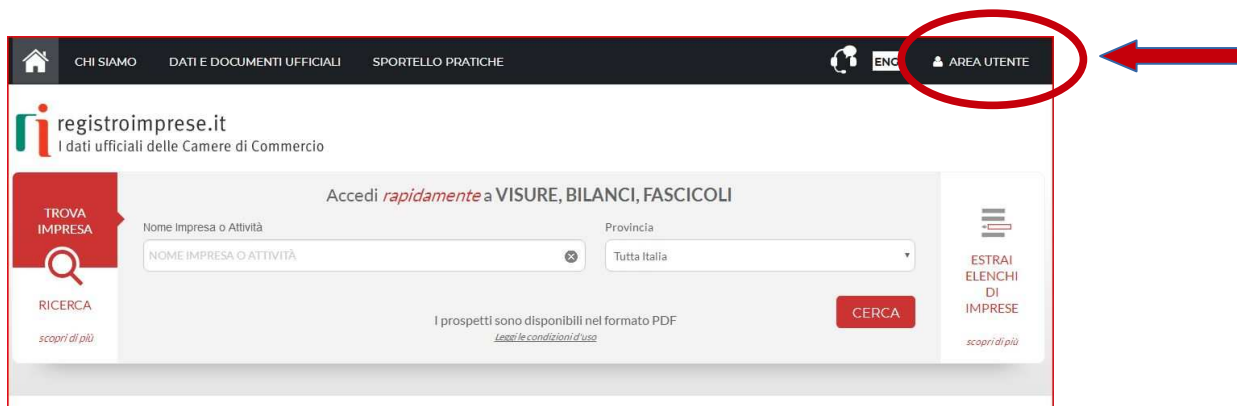 CHI SIAMO DATI E DOCUMENTI UFFICIALI SPORTELLO PRATICHE ENG AREA UTENTE
registroimprese.it
I dati ufficiali delle Camere di Commercio
Accedi rapidamente a VISURE, BILANCI, FASCICOLI
TROVA
IMPRESA
RICERCA
scopri di più
Nome Impresa o Attività
NOME IMPRESA O ATTIVITÀ
Provincia
Tutta Italia
I prospetti sono disponibili nel formato PDF
Leggi le condizioni d'uso
CERCA
ESTRAI
ELENCHI
DI
IMPRESE
scopri di più